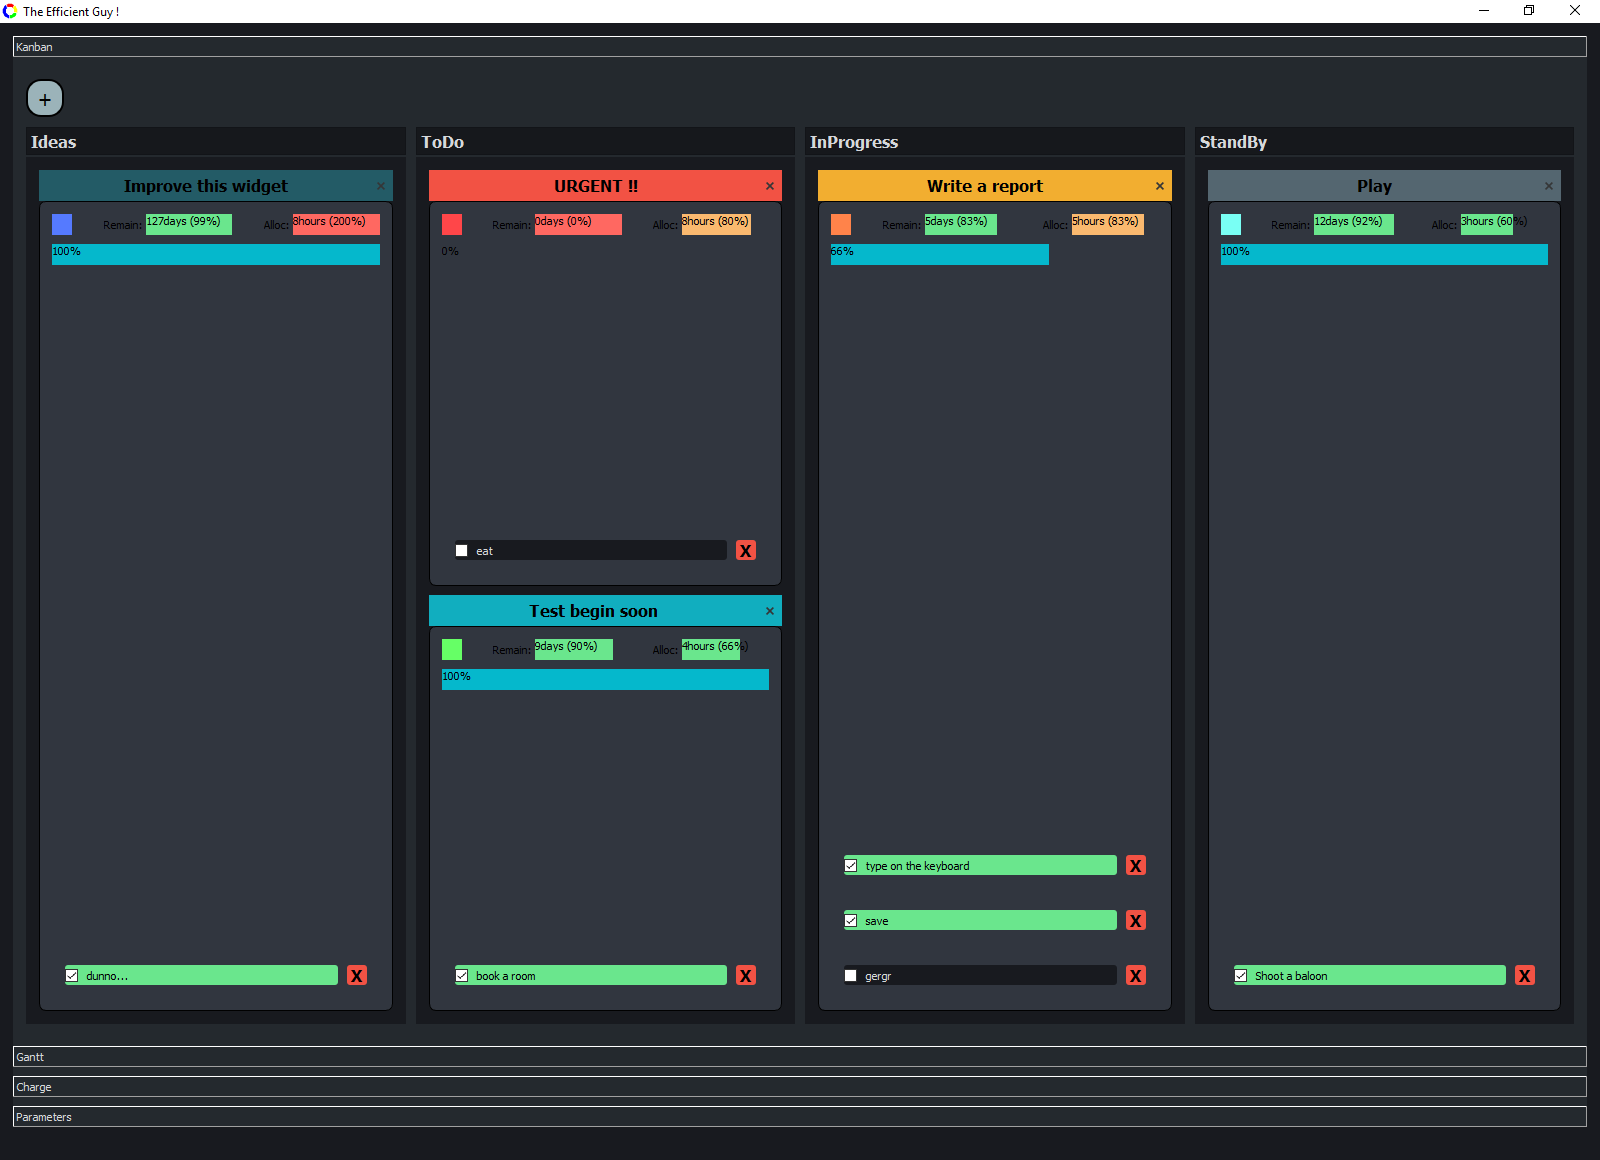 The Efficient Guy !
Kanban
+
Ideas
ToDo
InProgress
StandBy
Improve this widget ×
Remain: 127days (99%) Alloc: 8hours (200%)
100%
dunno... X
URGENT !! ×
Remain: 0days (0%) Alloc: 8hours (80%)
0%
eat X
Test begin soon ×
Remain: 9days (90%) Alloc: 4hours (66%)
100%
book a room X
Write a report ×
Remain: 5days (83%) Alloc: 5hours (83%)
66%
type on the keyboard X
save X
gergr X
Play ×
Remain: 12days (92%) Alloc: 3hours (60%)
100%
Shoot a baloon X
Gantt
Charge
Parameters